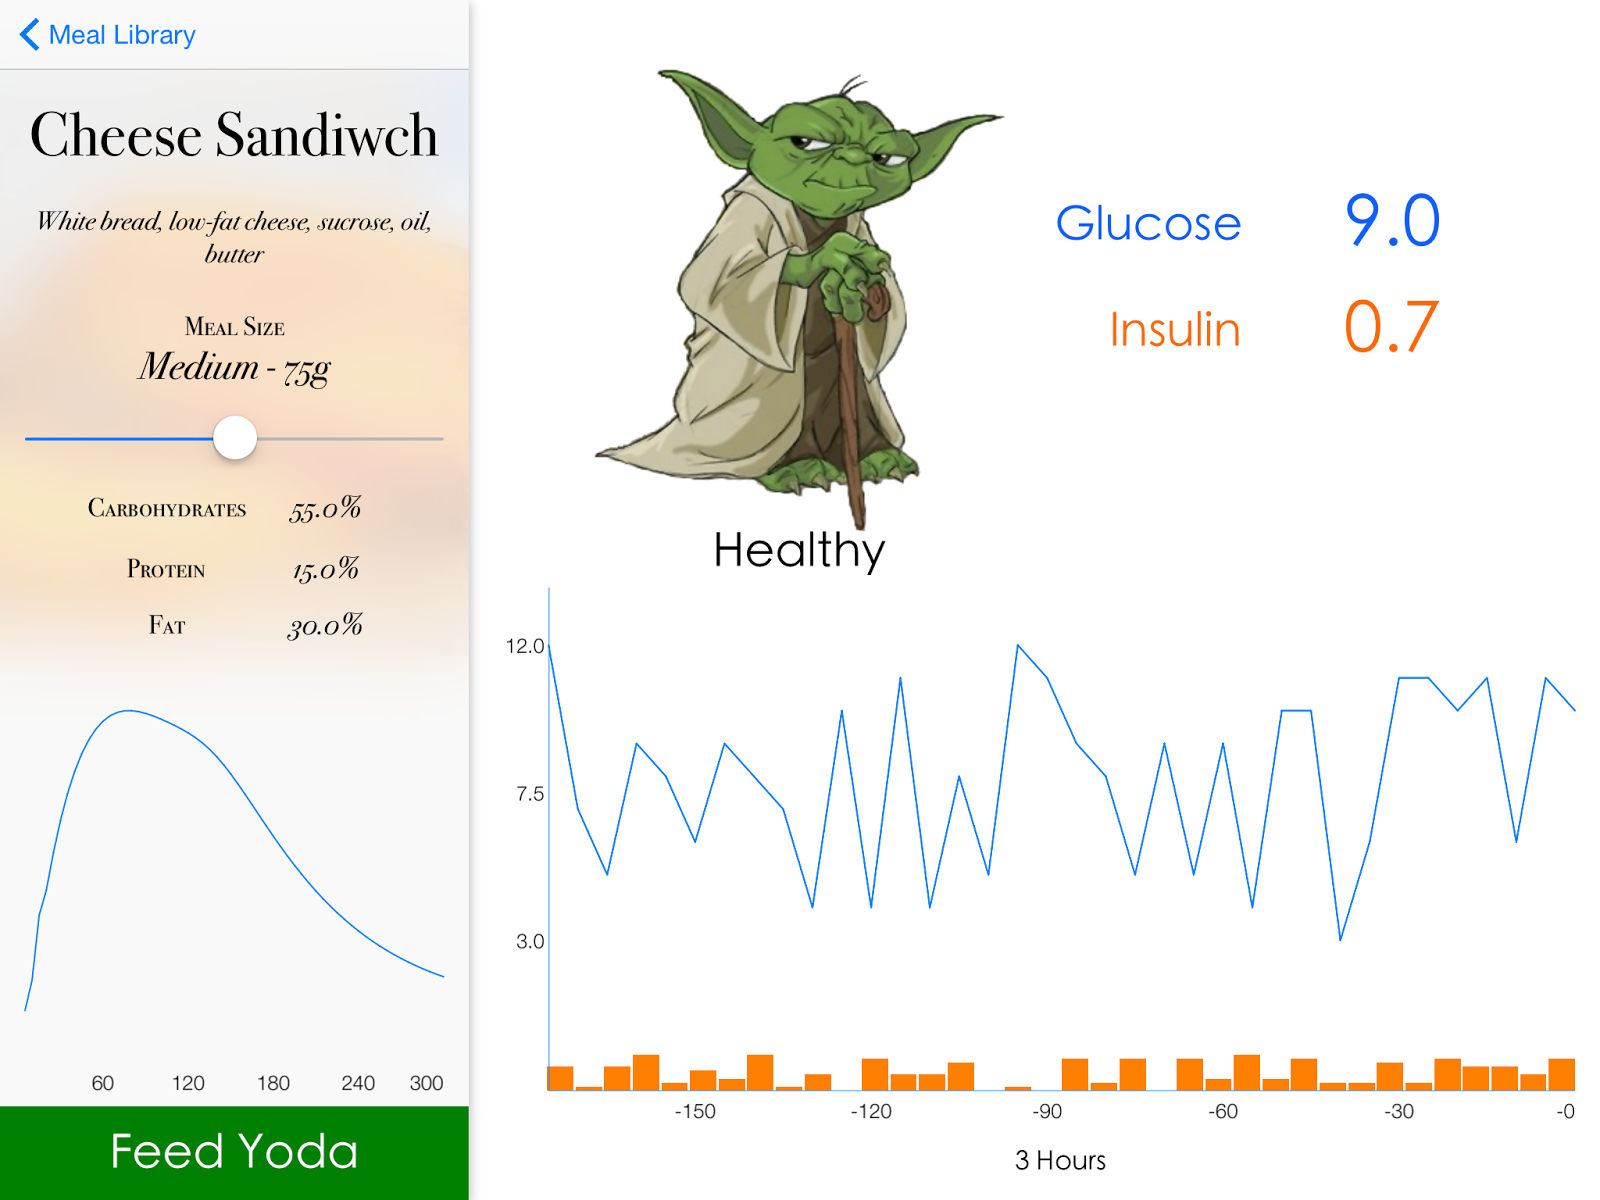 Meal Library
Cheese Sandiwch
White bread, low-fat cheese, sucrose, oil,
butter
Meal Size
Medium - 75g
Carbohydrates 55.0%
Protein 15.0%
Fat 30.0%
60 120 180 240 300
Feed Yoda
Glucose 9.0
Insulin 0.7
Healthy
12.0
7.5
3.0
-150 -120 -90 -60 -30 -0
3 Hours